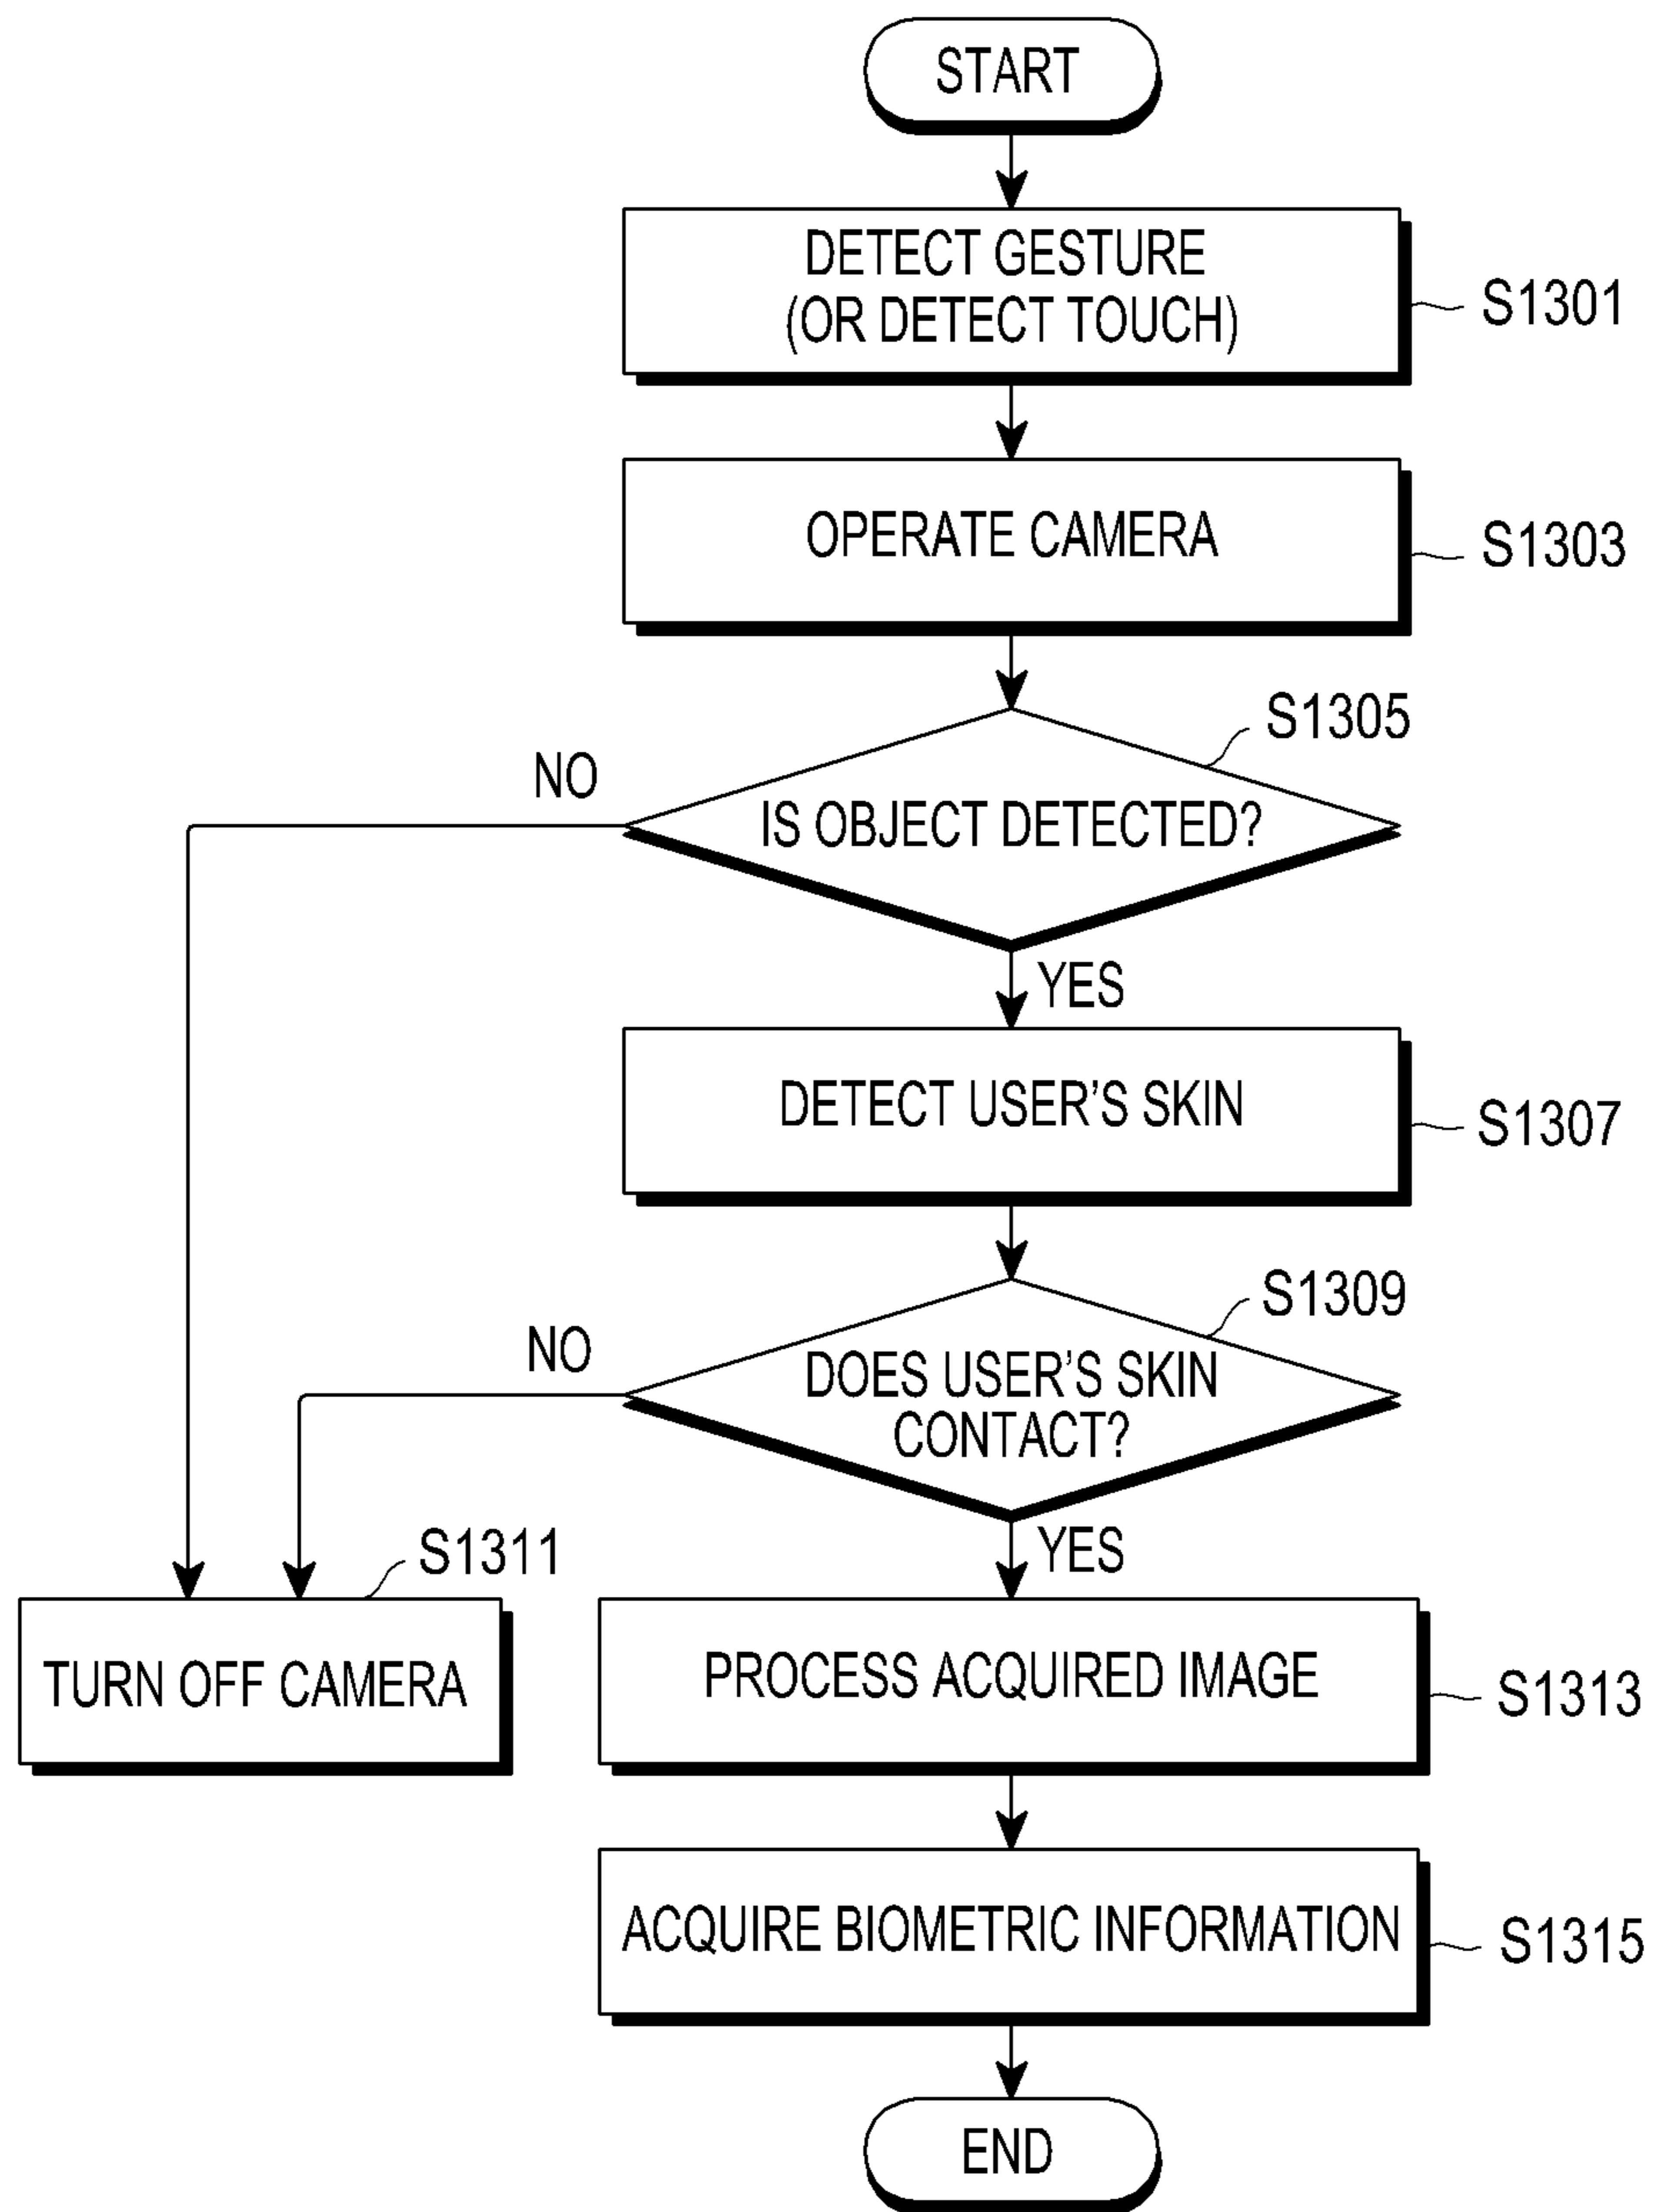 START
DETECT GESTURE
(OR DETECT TOUCH)
S1301
OPERATE CAMERA
S1303
S1305
NO
IS OBJECT DETECTED?
YES
DETECT USER'S SKIN
S1307
S1309
NO
DOES USER'S SKIN
CONTACT?
YES
S1311
TURN OFF CAMERA
PROCESS ACQUIRED IMAGE
S1313
ACQUIRE BIOMETRIC INFORMATION
S1315
END